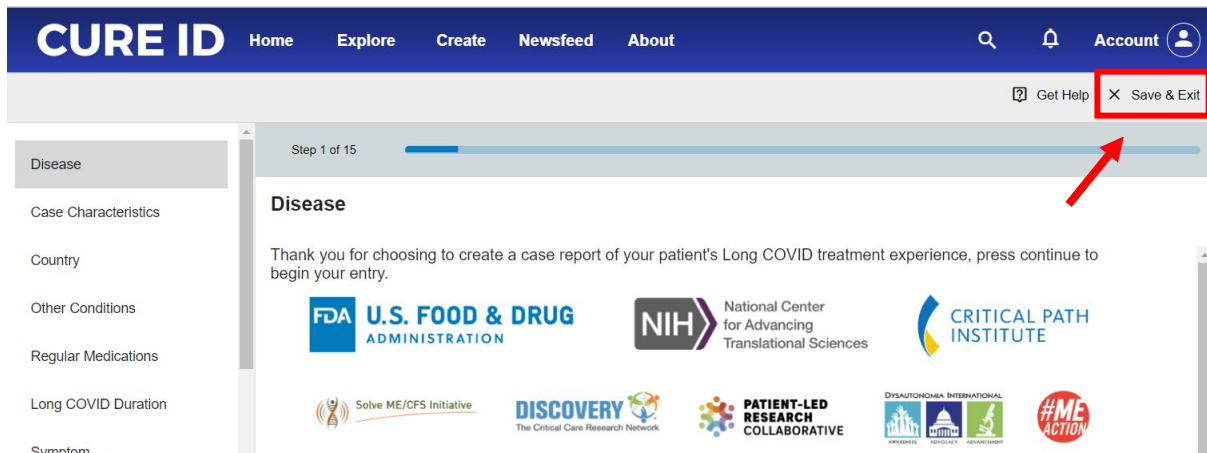 CURE ID Home Explore Create Newsfeed About Account
Get Help X Save & Exit
Step 1 of 15
Disease
Case Characteristics
Country
Other Conditions
Regular Medications
Long COVID Duration
Symptom
Disease
Thank you for choosing to create a case report of your patient's Long COVID treatment experience, press continue to
begin your entry.
FDA U.S. FOOD & DRUG
ADMINISTRATION
NIH National Center
for Advancing
Translational Sciences
CRITICAL PATH
INSTITUTE
Solve ME/CFS Initiative
DISCOVERY
The Critical Care Research Network
PATIENT-LED
RESEARCH
COLLABORATIVE
DYSAUTONOMIA INTERNATIONAL
AWARENESS ADVOCACY ADVANCEMENT
#ME
ACTION